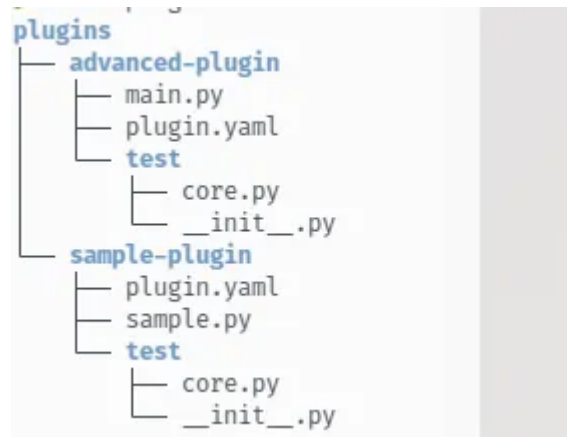 plugins
├── advanced-plugin
│   ├── main.py
│   ├── plugin.yaml
│   └── test
│       ├── core.py
│       └── __init__.py
└── sample-plugin
    ├── plugin.yaml
    ├── sample.py
    └── test
        ├── core.py
        └── __init__.py